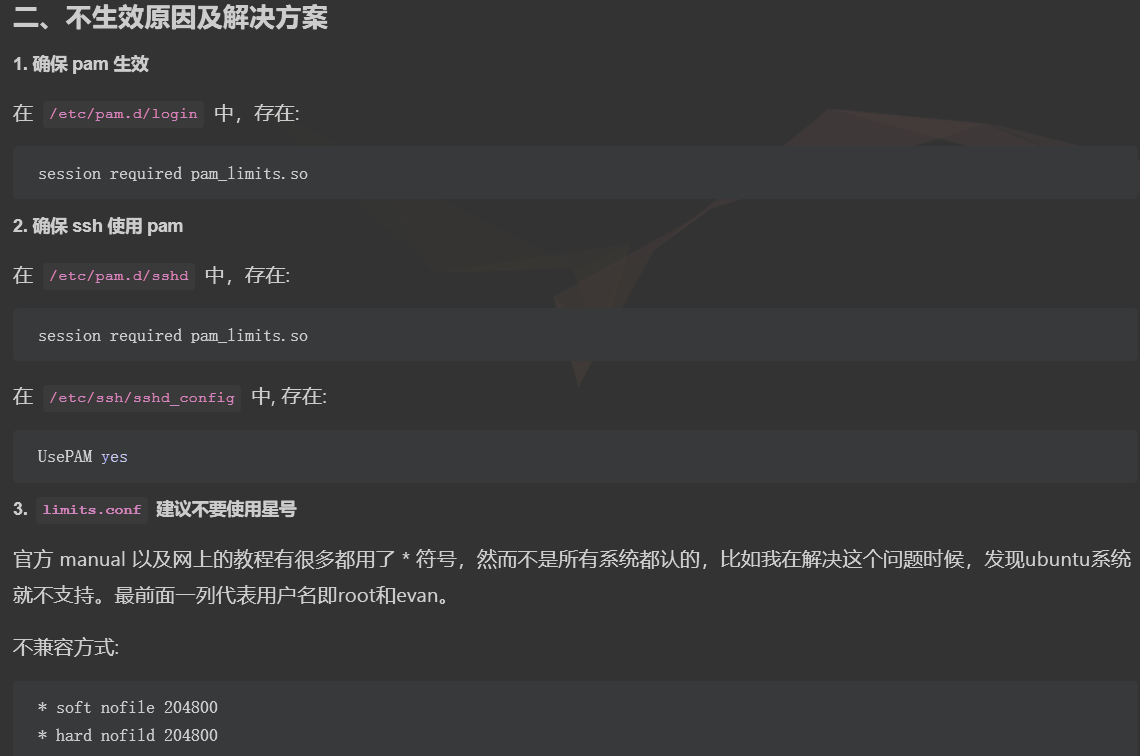 二、不生效原因及解决方案
1. 确保 pam 生效
在 /etc/pam.d/login 中，存在:
session required pam_limits.so
2. 确保 ssh 使用 pam
在 /etc/pam.d/sshd 中，存在:
session required pam_limits.so
在 /etc/ssh/sshd_config 中, 存在:
UsePAM yes
3. limits.conf 建议不要使用星号
官方 manual 以及网上的教程有很多都用了 * 符号，然而不是所有系统都认的，比如我在解决这个问题时候，发现ubuntu系统
就不支持。最前面一列代表用户名即root和evan。
不兼容方式:
* soft nofile 204800
* hard nofild 204800